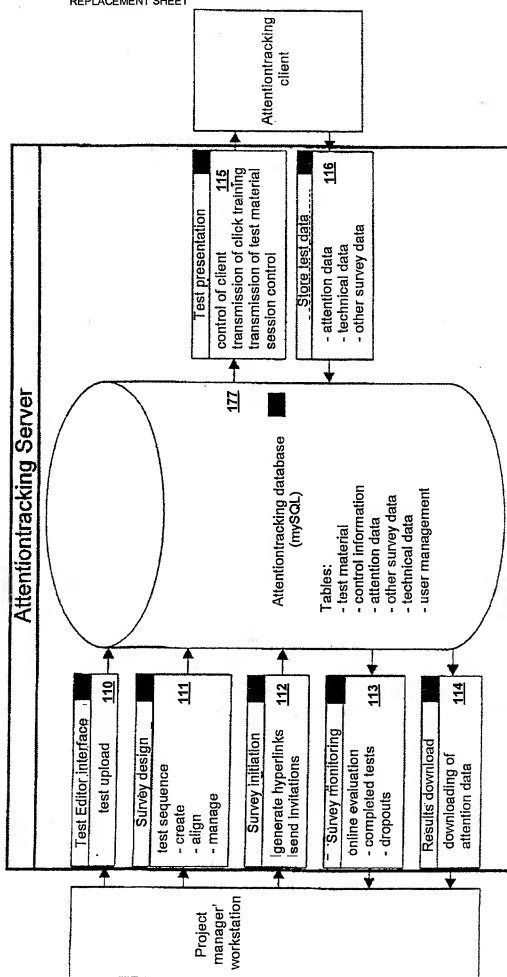 REPLACEMENT SHEET
Attentiontracking Server
Project
manager'
workstation
Test Editor interface
test upload
110
Survey design
test sequence
- create
- align
- manage
111
Survey initiation
generate hyperlinks
send invitations
112
Survey monitoring
online evaluation
- completed tests
- dropouts
113
Results download
downloading of
attention data
114
177
Attentiontracking database
(mySQL)
Tables:
- test material
- control information
- attention data
- other survey data
- technical data
- user management
Test presentation
115
control of client
transmission of click training
transmission of test material
session control
Store test data
116
- attention data
- technical data
- other survey data
Attentiontracking
client